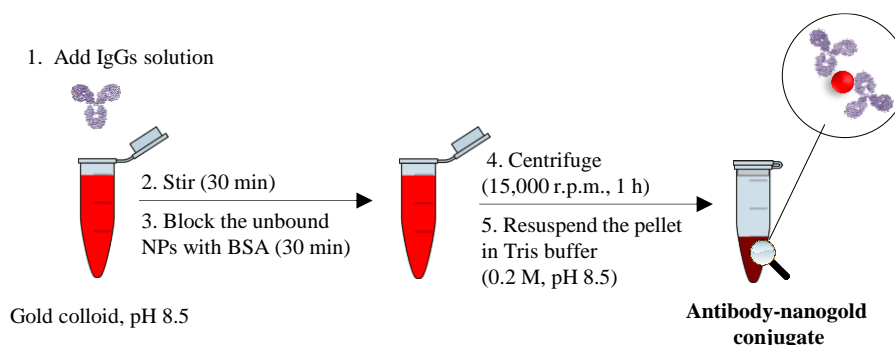 1. Add IgGs solution
2. Stir (30 min)
3. Block the unbound
NPs with BSA (30 min)
Gold colloid, pH 8.5
4. Centrifuge
(15,000 r.p.m., 1 h)
5. Resuspend the pellet
in Tris buffer
(0.2 M, pH 8.5)
Antibody-nanogold
conjugate